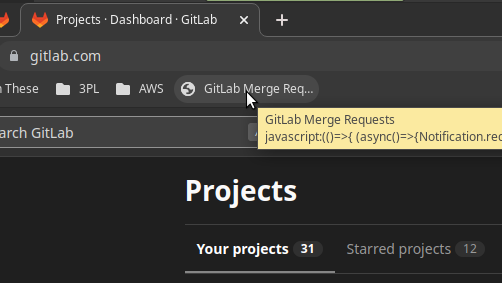 Projects · Dashboard · GitLab
gitlab.com
n These 3PL AWS GitLab Merge Req...
GitLab Merge Requests
javascript:(()=>{ (async()=>{Notification.rec
arch GitLab
Projects
Your projects 31 Starred projects 12